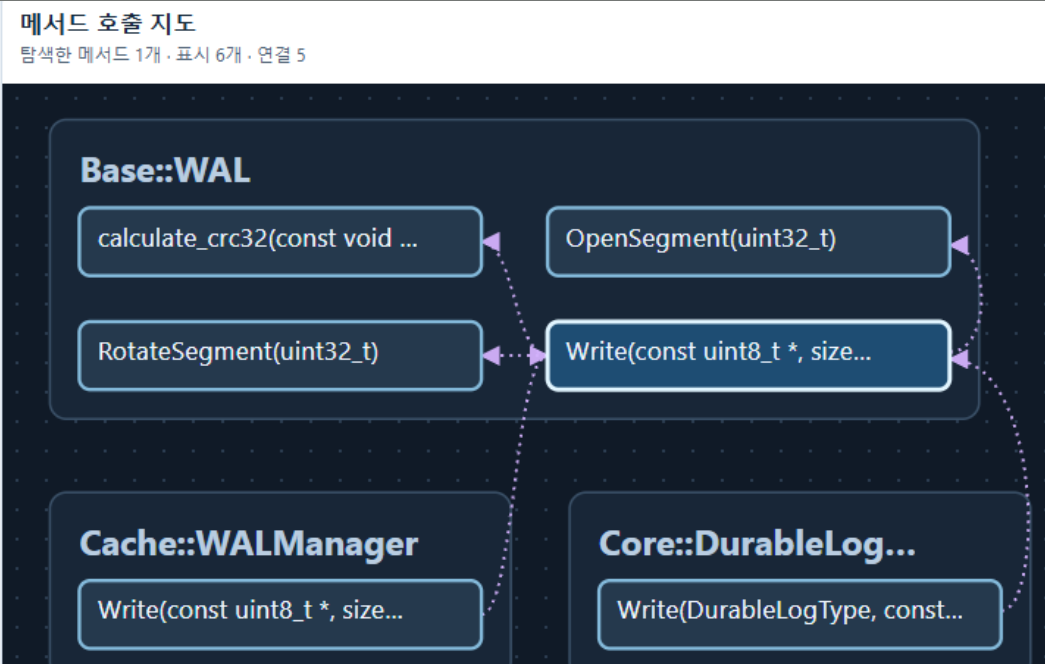 메서드 호출 지도
탐색한 메서드 1개 · 표시 6개 · 연결 5
Base::WAL
calculate_crc32(const void ...
OpenSegment(uint32_t)
RotateSegment(uint32_t)
Write(const uint8_t *, size...
Cache::WALManager
Core::DurableLog...
Write(const uint8_t *, size...
Write(DurableLogType, const...